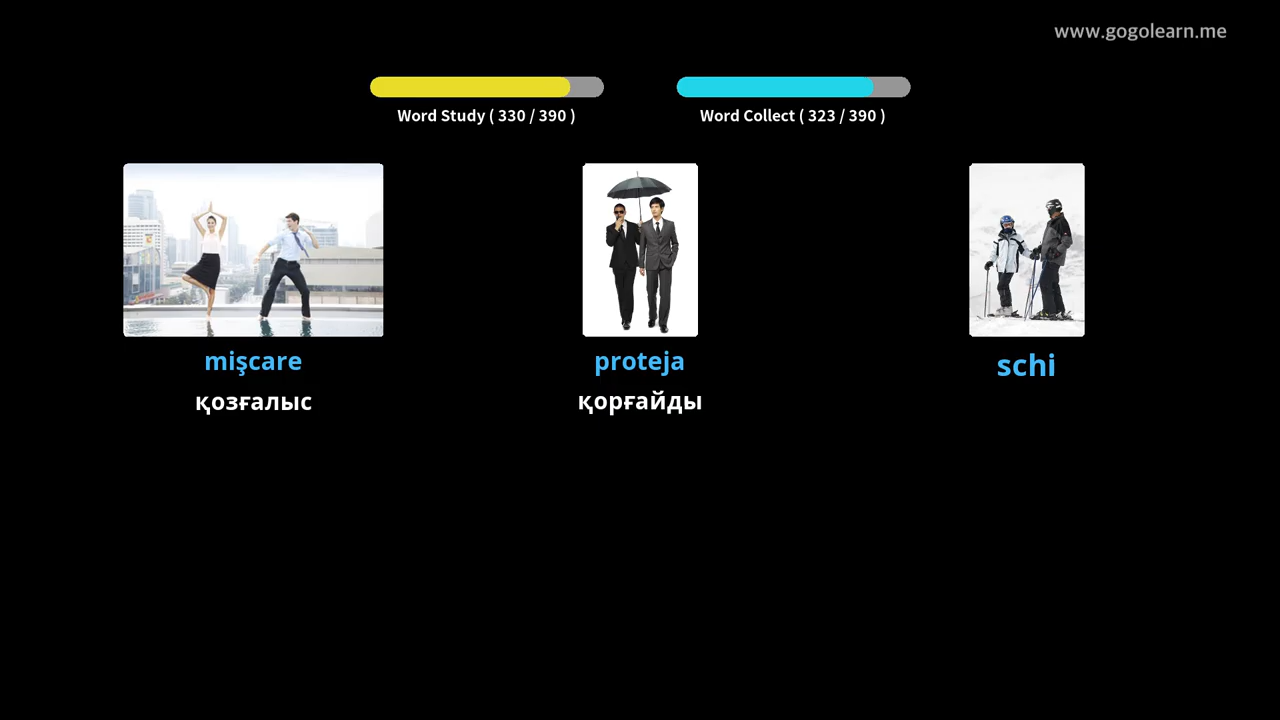 www.gogolearn.me
Word Study ( 330 / 390 )
Word Collect ( 323 / 390 )
mişcare
proteja
schi
қозғалыс
қорғайды